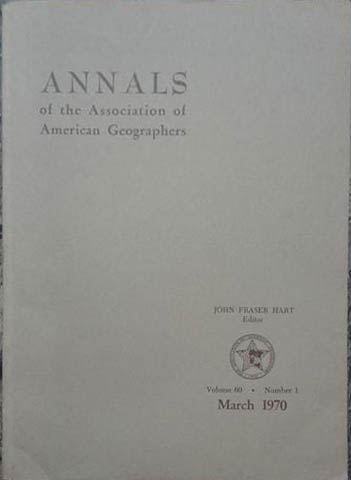 ANNALS
of the Association of
American Geographers
JOHN FRASER HART
Editor
Volume 60 • Number 1
March 1970